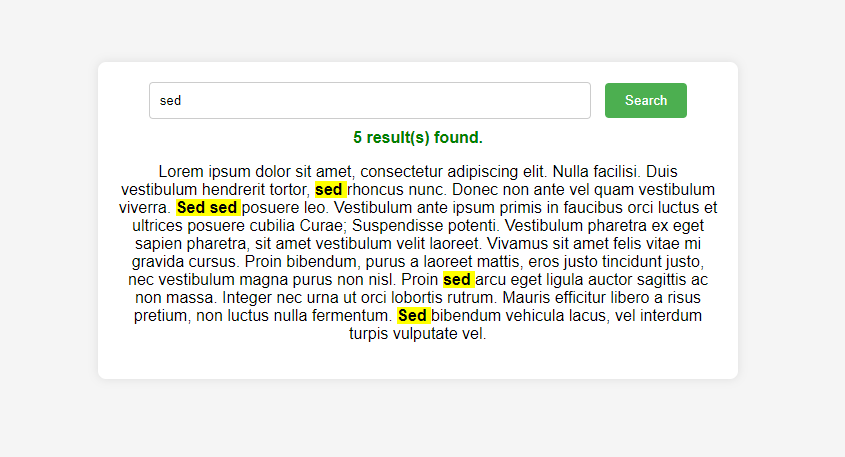 sed
Search
5 result(s) found.
Lorem ipsum dolor sit amet, consectetur adipiscing elit. Nulla facilisi. Duis
vestibulum hendrerit tortor, sed rhoncus nunc. Donec non ante vel quam vestibulum
viverra. Sed sed posuere leo. Vestibulum ante ipsum primis in faucibus orci luctus et
ultrices posuere cubilia Curae; Suspendisse potenti. Vestibulum pharetra ex eget
sapien pharetra, sit amet vestibulum velit laoreet. Vivamus sit amet felis vitae mi
gravida cursus. Proin bibendum, purus a laoreet mattis, eros justo tincidunt justo,
nec vestibulum magna purus non nisl. Proin sed arcu eget ligula auctor sagittis ac
non massa. Integer nec urna ut orci lobortis rutrum. Mauris efficitur libero a risus
pretium, non luctus nulla fermentum. Sed bibendum vehicula lacus, vel interdum
turpis vulputate vel.